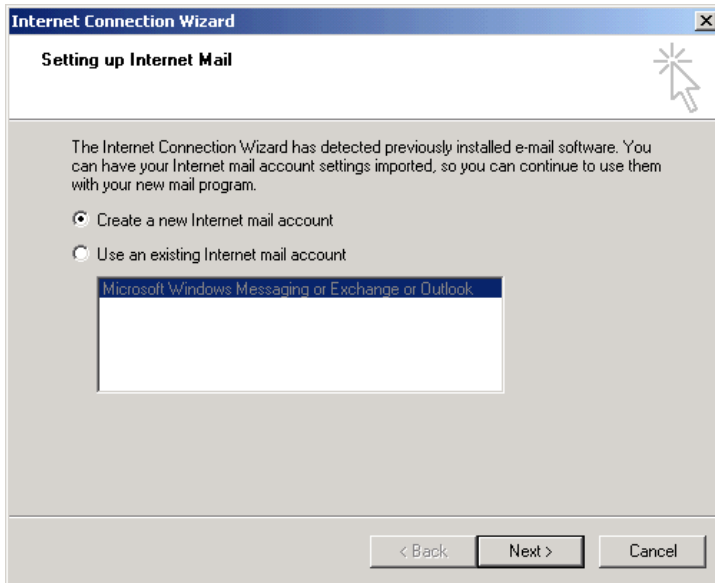 Internet Connection Wizard
Setting up Internet Mail
The Internet Connection Wizard has detected previously installed e-mail software. You
can have your Internet mail account settings imported, so you can continue to use them
with your new mail program.
Create a new Internet mail account
Use an existing Internet mail account
Microsoft Windows Messaging or Exchange or Outlook
< Back Next > Cancel